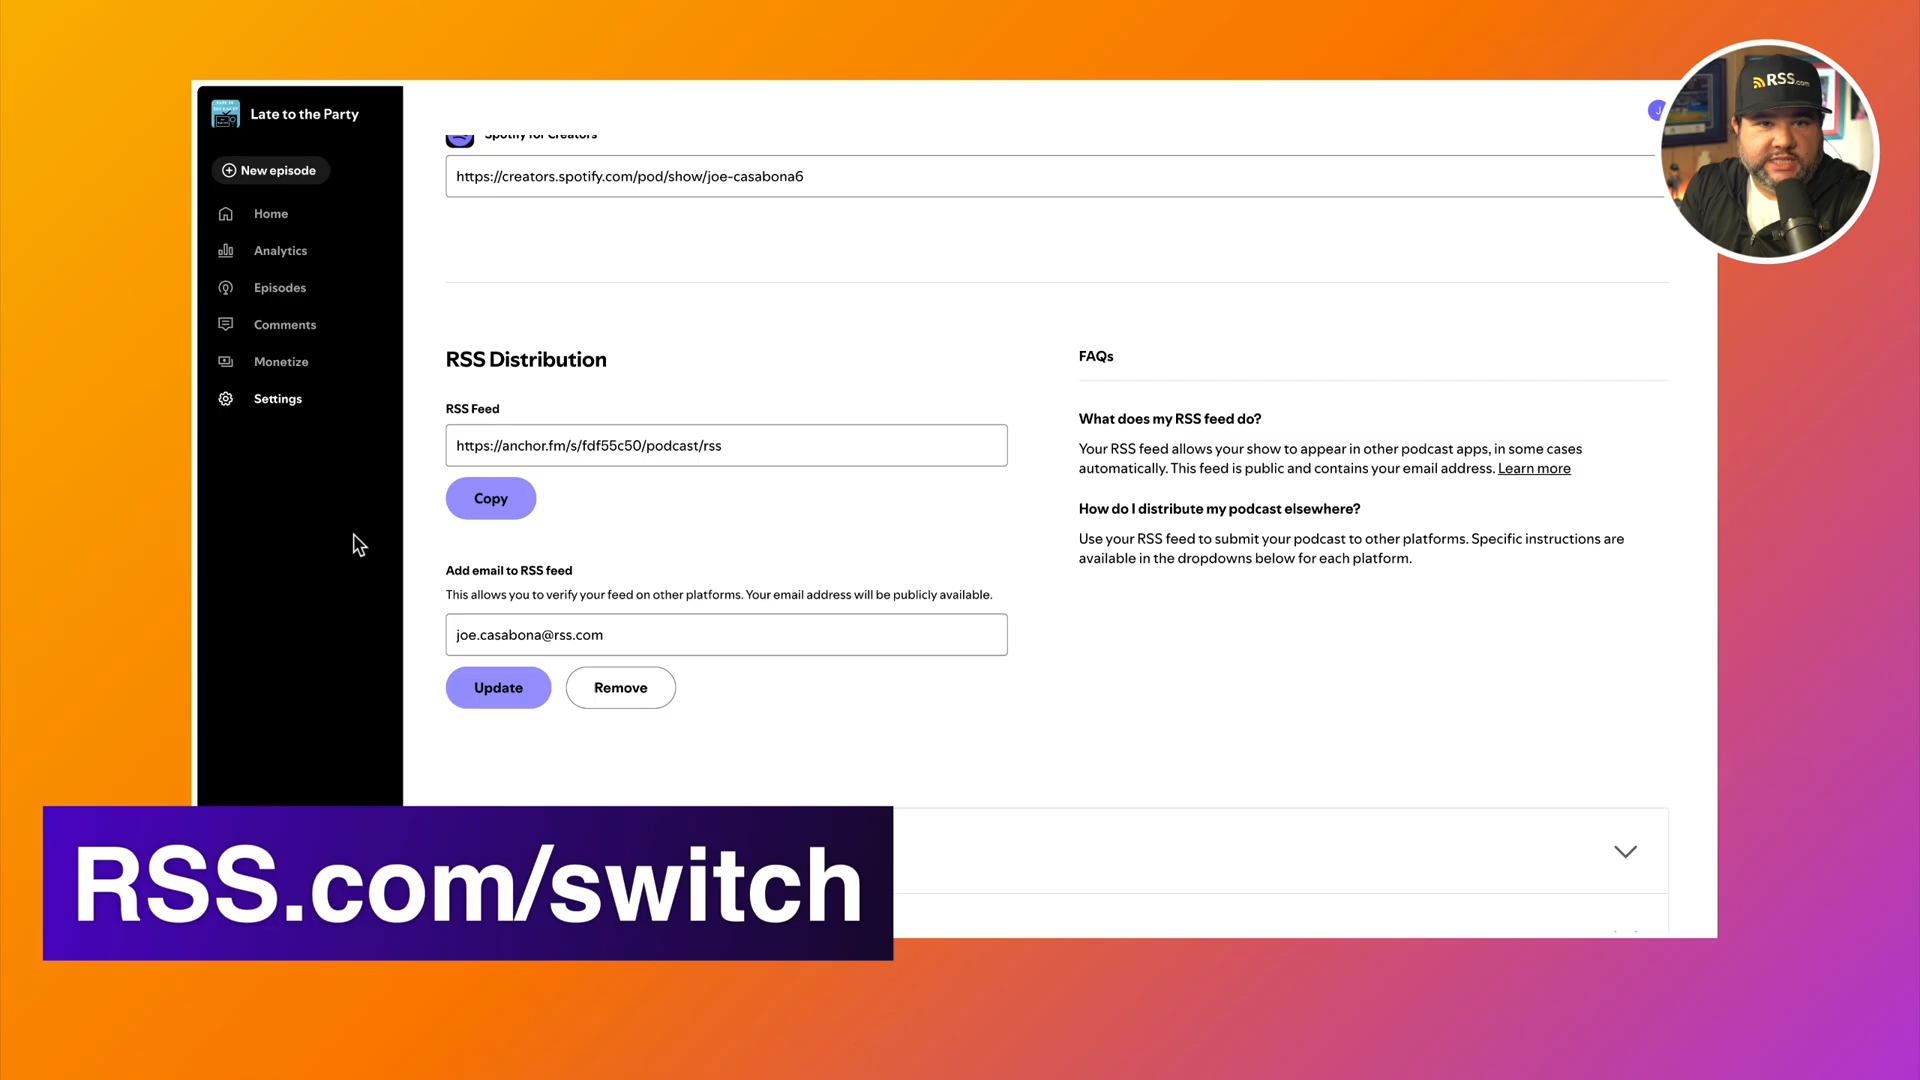 Late to the Party
New episode
Home
Analytics
Episodes
Comments
Monetize
Settings
Spotify for Creators
https://creators.spotify.com/pod/show/joe-casabona6
J
RSS.com
RSS Distribution
RSS Feed
https://anchor.fm/s/fdf55c50/podcast/rss
Copy
Add email to RSS feed
This allows you to verify your feed on other platforms. Your email address will be publicly available.
joe.casabona@rss.com
Update
Remove
FAQs
What does my RSS feed do?
Your RSS feed allows your show to appear in other podcast apps, in some cases
automatically. This feed is public and contains your email address. Learn more
How do I distribute my podcast elsewhere?
Use your RSS feed to submit your podcast to other platforms. Specific instructions are
available in the dropdowns below for each platform.
RSS.com/switch